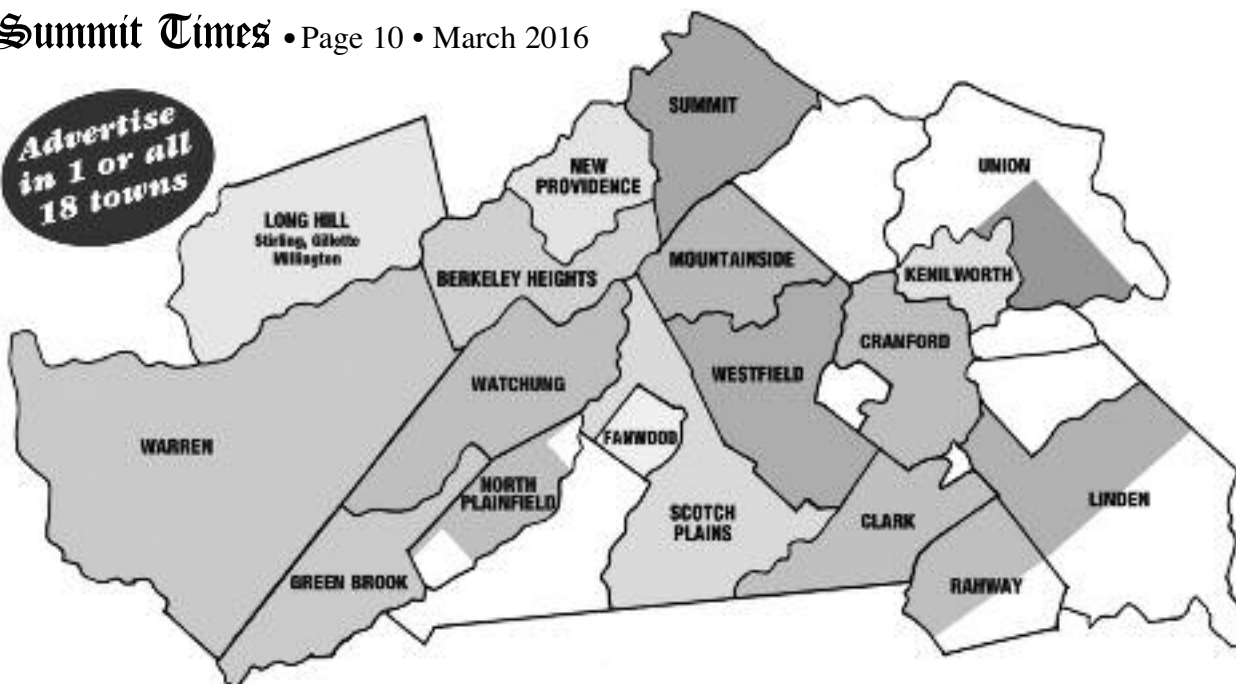 Summit Times • Page 10 • March 2016
Advertise
in 1 or all
18 towns
SUMMIT
NEW
PROVIDENCE
UNION
LONG HILL
Stirling, Gillette
Millington
BERKELEY HEIGHTS
MOUNTAINSIDE
KENILWORTH
CRANFORD
WATCHUNG
WESTFIELD
WARREN
FANWOOD
NORTH
PLAINFIELD
SCOTCH
PLAINS
CLARK
LINDEN
GREEN BROOK
RAHWAY